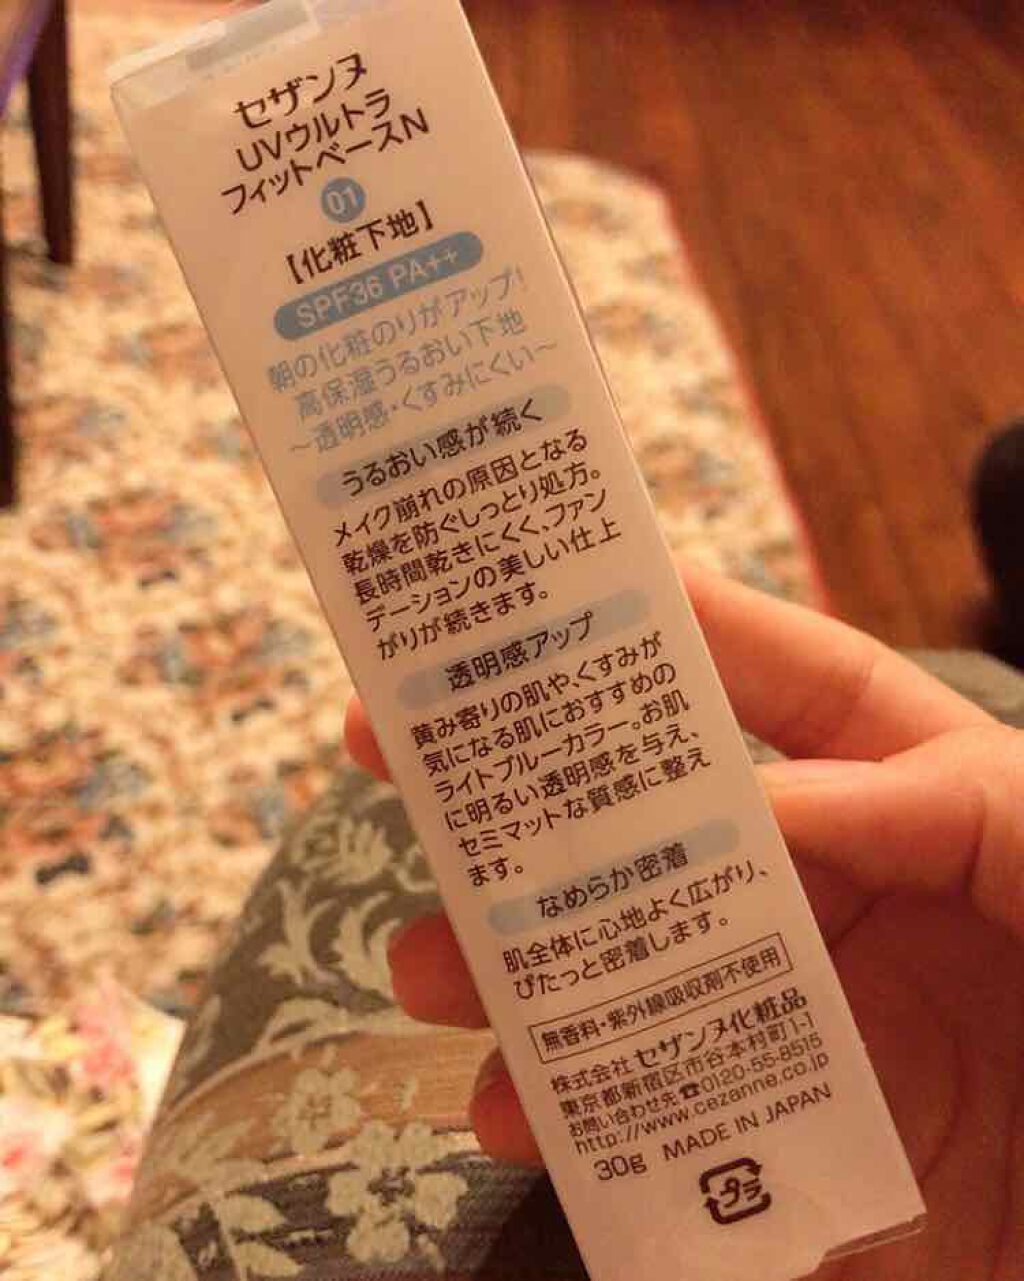 セザンヌ
UVウルトラ
フィットベースN
01
【化粧下地】
SPF36 PA++
朝の化粧のりがアップ!
高保湿うるおい下地
~透明感・くすみにくい~
うるおい感が続く
メイク崩れの原因となる
乾燥を防ぐしっとり処方。
長時間乾きにくく、ファン
デーションの美しい仕上
がりが続きます。
透明感アップ
黄み寄りの肌や、くすみが
気になる肌におすすめの
ライトブルーカラー。お肌
に明るい透明感を与え、
セミマットな質感に整え
ます。
なめらか密着
肌全体に心地よく広がり、
ぴたっと密着します。
無香料・紫外線吸収剤不使用
株式会社 セザンヌ化粧品
東京都新宿区市谷本村町1-1
お問い合わせ先☎0120-55-8515
http://www.cezanne.co.jp
30g MADE IN JAPAN
プラ